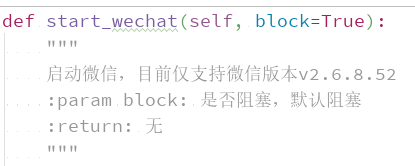 def start_wechat(self, block=True):
"""
启动微信，目前仅支持微信版本v2.6.8.52
:param block: 是否阻塞，默认阻塞
:return: 无
"""